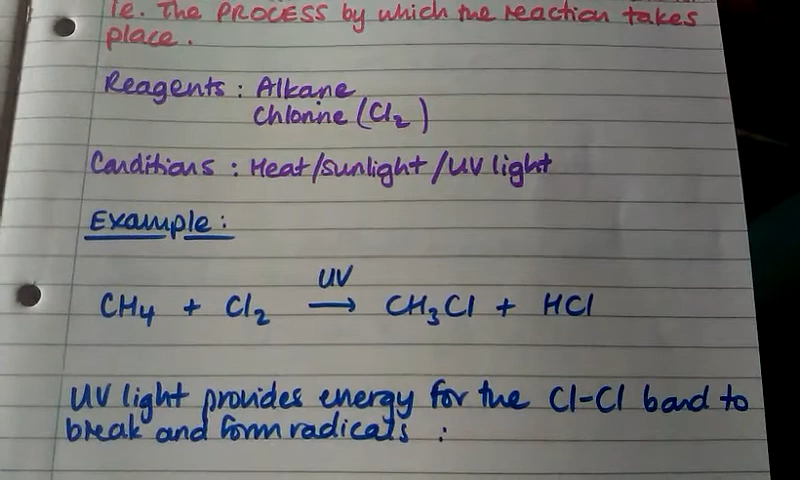 ie. The PROCESS by which the reaction takes
place.
Reagents : Alkane
Chlorine (Cl₂)
Conditions : Heat/sunlight/UV light
Example :
UV
CH₄ + Cl₂ → CH₃Cl + HCl
UV light provides energy for the Cl-Cl bond to
break and form radicals :